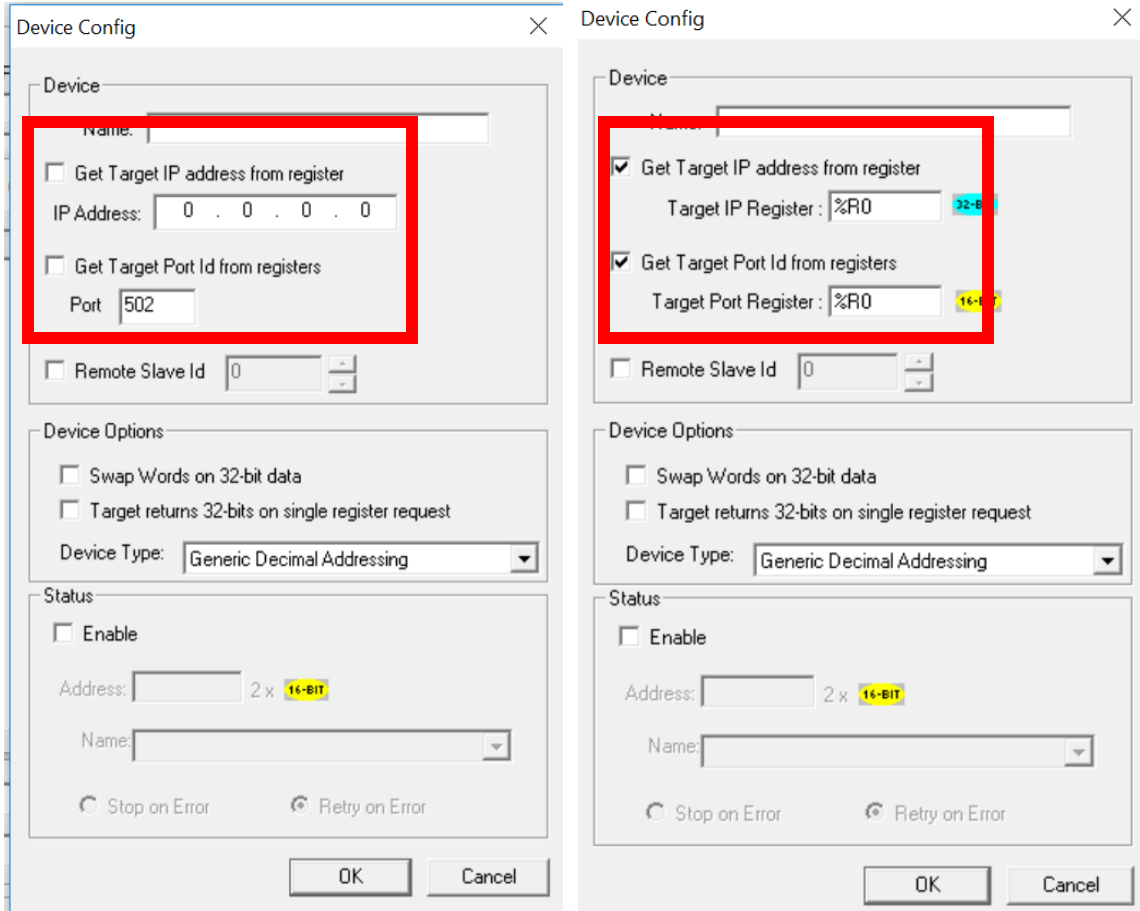 Device Config
Device
Name:
Get Target IP address from register
IP Address: 0 . 0 . 0 . 0
Get Target Port Id from registers
Port 502
Remote Slave Id 0
Device Options
Swap Words on 32-bit data
Target returns 32-bits on single register request
Device Type: Generic Decimal Addressing
Status
Enable
Address: 2 x 16-BIT
Name:
Stop on Error Retry on Error
OK Cancel
Device Config
Device
Get Target IP address from register
Target IP Register : %R0
Get Target Port Id from registers
Target Port Register : %R0
Remote Slave Id 0
Device Options
Swap Words on 32-bit data
Target returns 32-bits on single register request
Device Type: Generic Decimal Addressing
Status
Enable
Address: 2 x 16-BIT
Name:
Stop on Error Retry on Error
OK Cancel